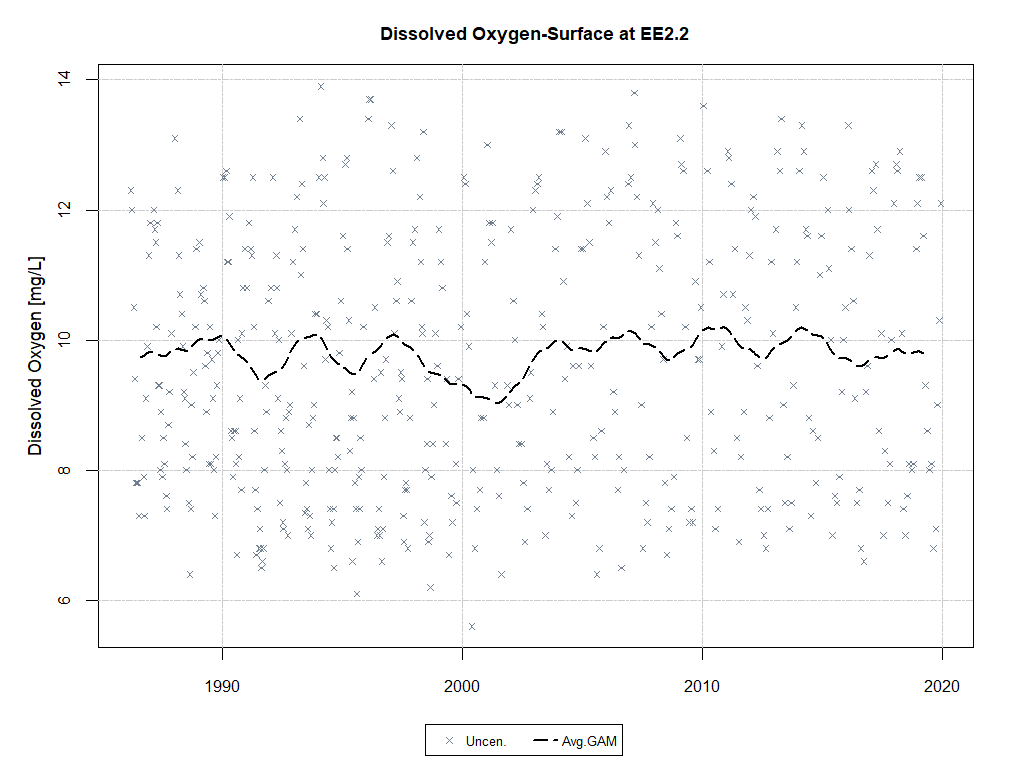 Dissolved Oxygen-Surface at EE2.2
14
12
10
8
6
Dissolved Oxygen [mg/L]
1990 2000 2010 2020
Uncen. Avg.GAM